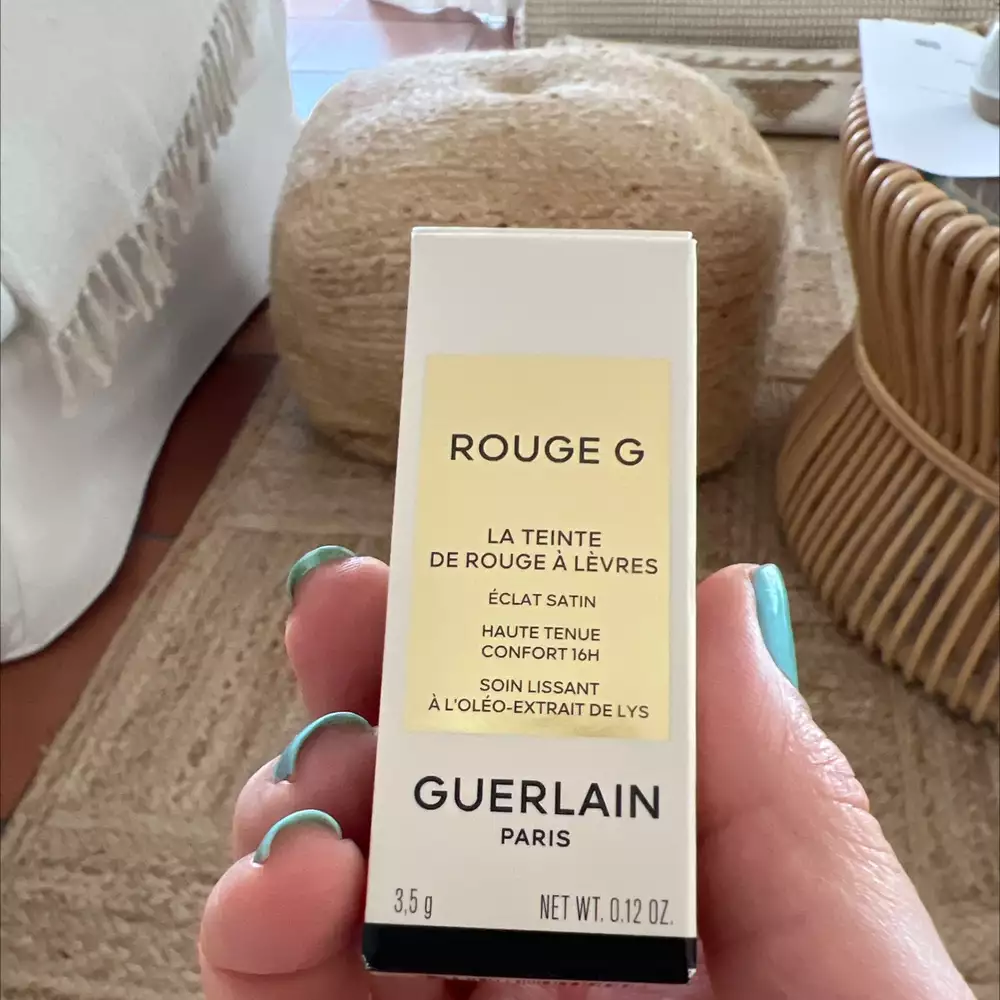 ROUGE G
LA TEINTE
DE ROUGE À LÈVRES
ÉCLAT SATIN
HAUTE TENUE
CONFORT 16H
SOIN LISSANT
À L'OLÉO-EXTRAIT DE LYS
GUERLAIN
PARIS
3,5 g NET WT. 0.12 OZ.